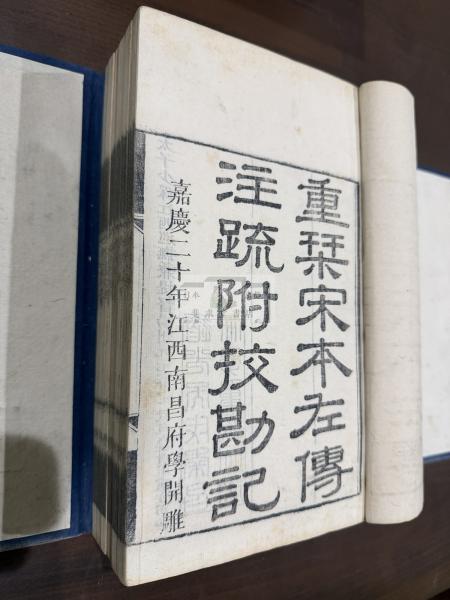 重栞宋本左傳
注疏附挍勘記
嘉慶二十年江西南昌府學開雕